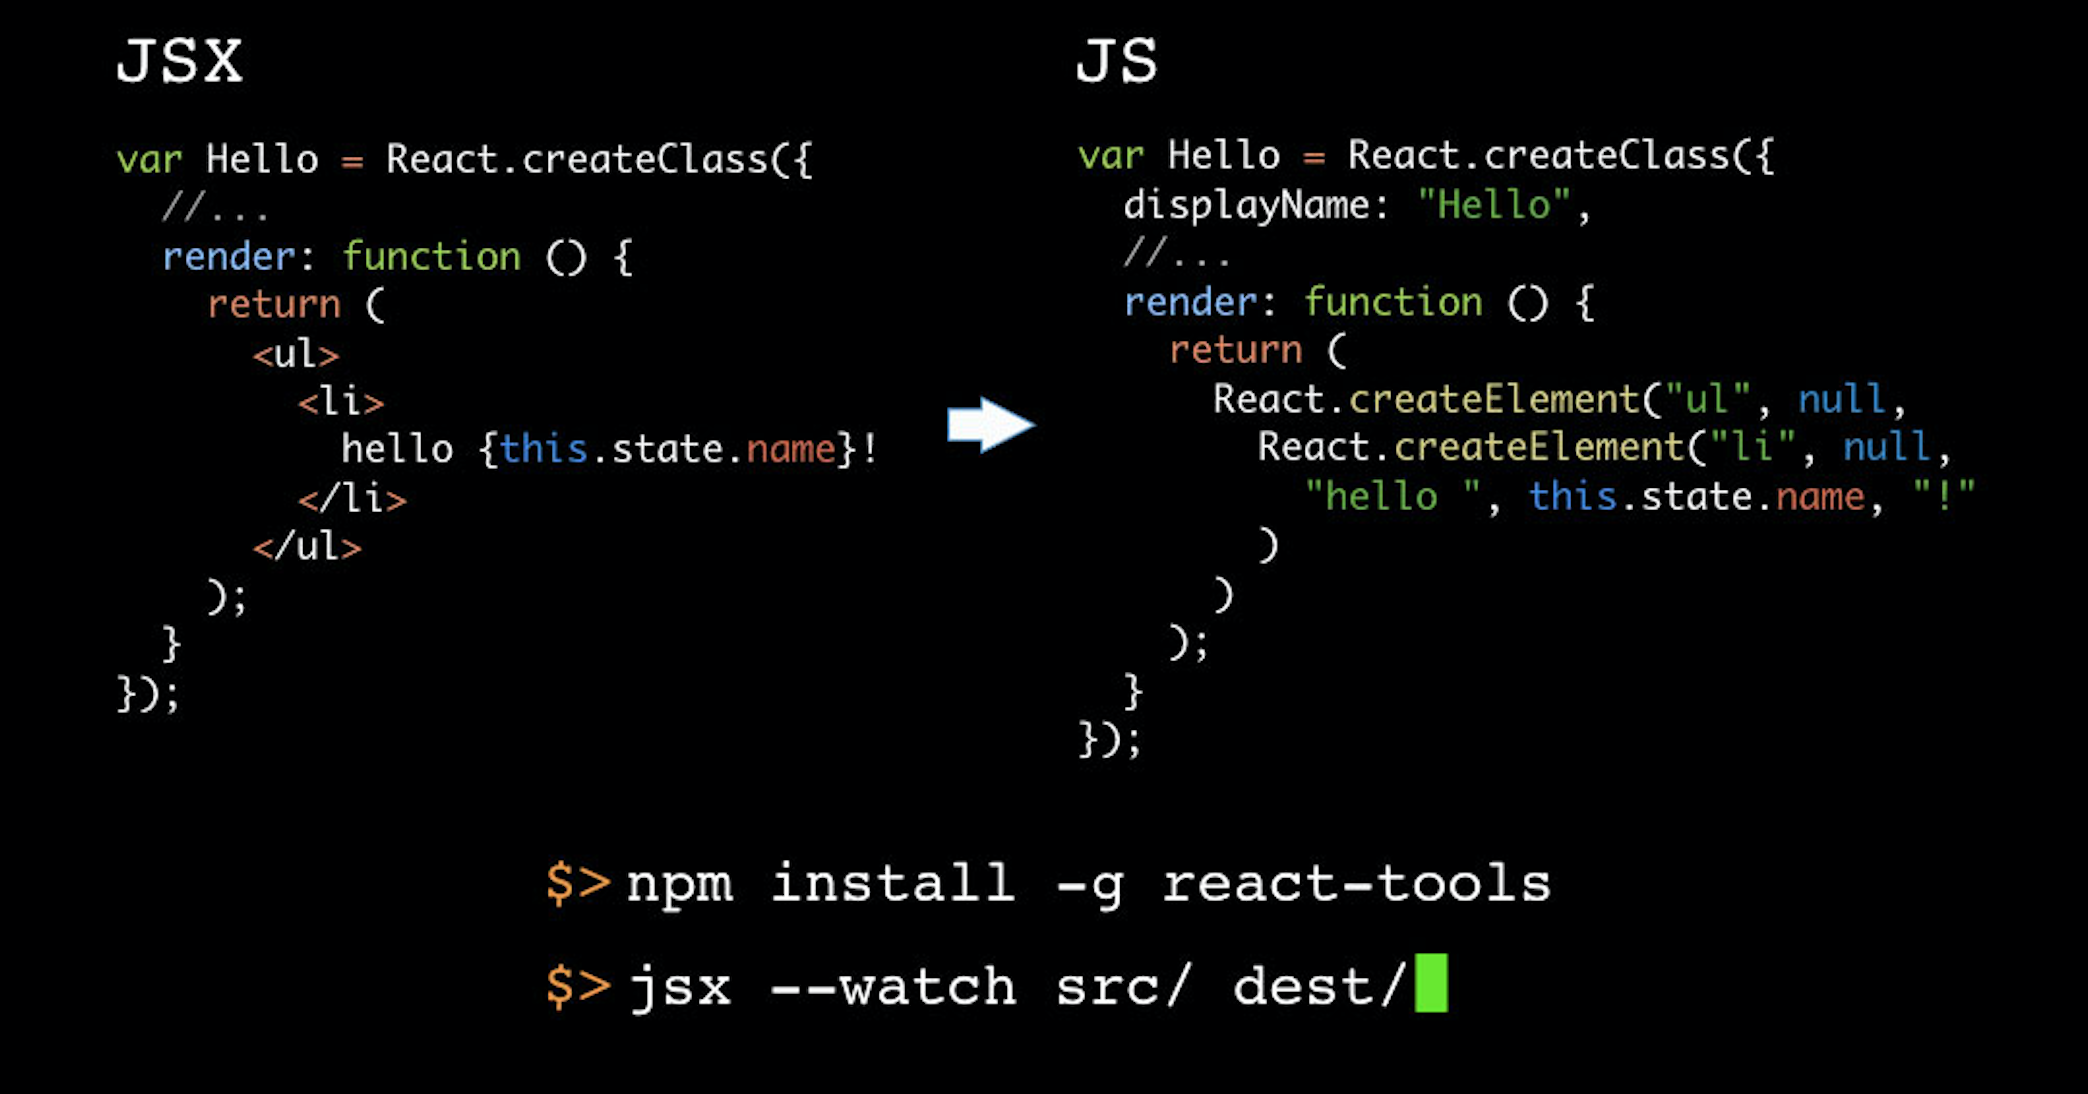 JSX
var Hello = React.createClass({
  //...
  render: function () {
    return (
      <ul>
        <li>
          hello {this.state.name}!
        </li>
      </ul>
    );
  }
});
JS
var Hello = React.createClass({
  displayName: "Hello",
  //...
  render: function () {
    return (
      React.createElement("ul", null,
        React.createElement("li", null,
          "hello ", this.state.name, "!"
        )
      )
    );
  }
});
$> npm install -g react-tools
$> jsx --watch src/ dest/